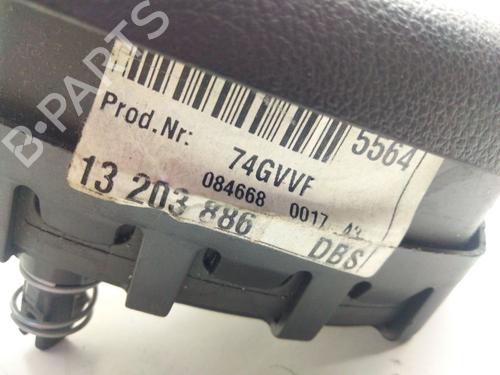 B-PARTS
5564
Prod.Nr: 74GVVF
084668 0017 43
13 203 886 DBS